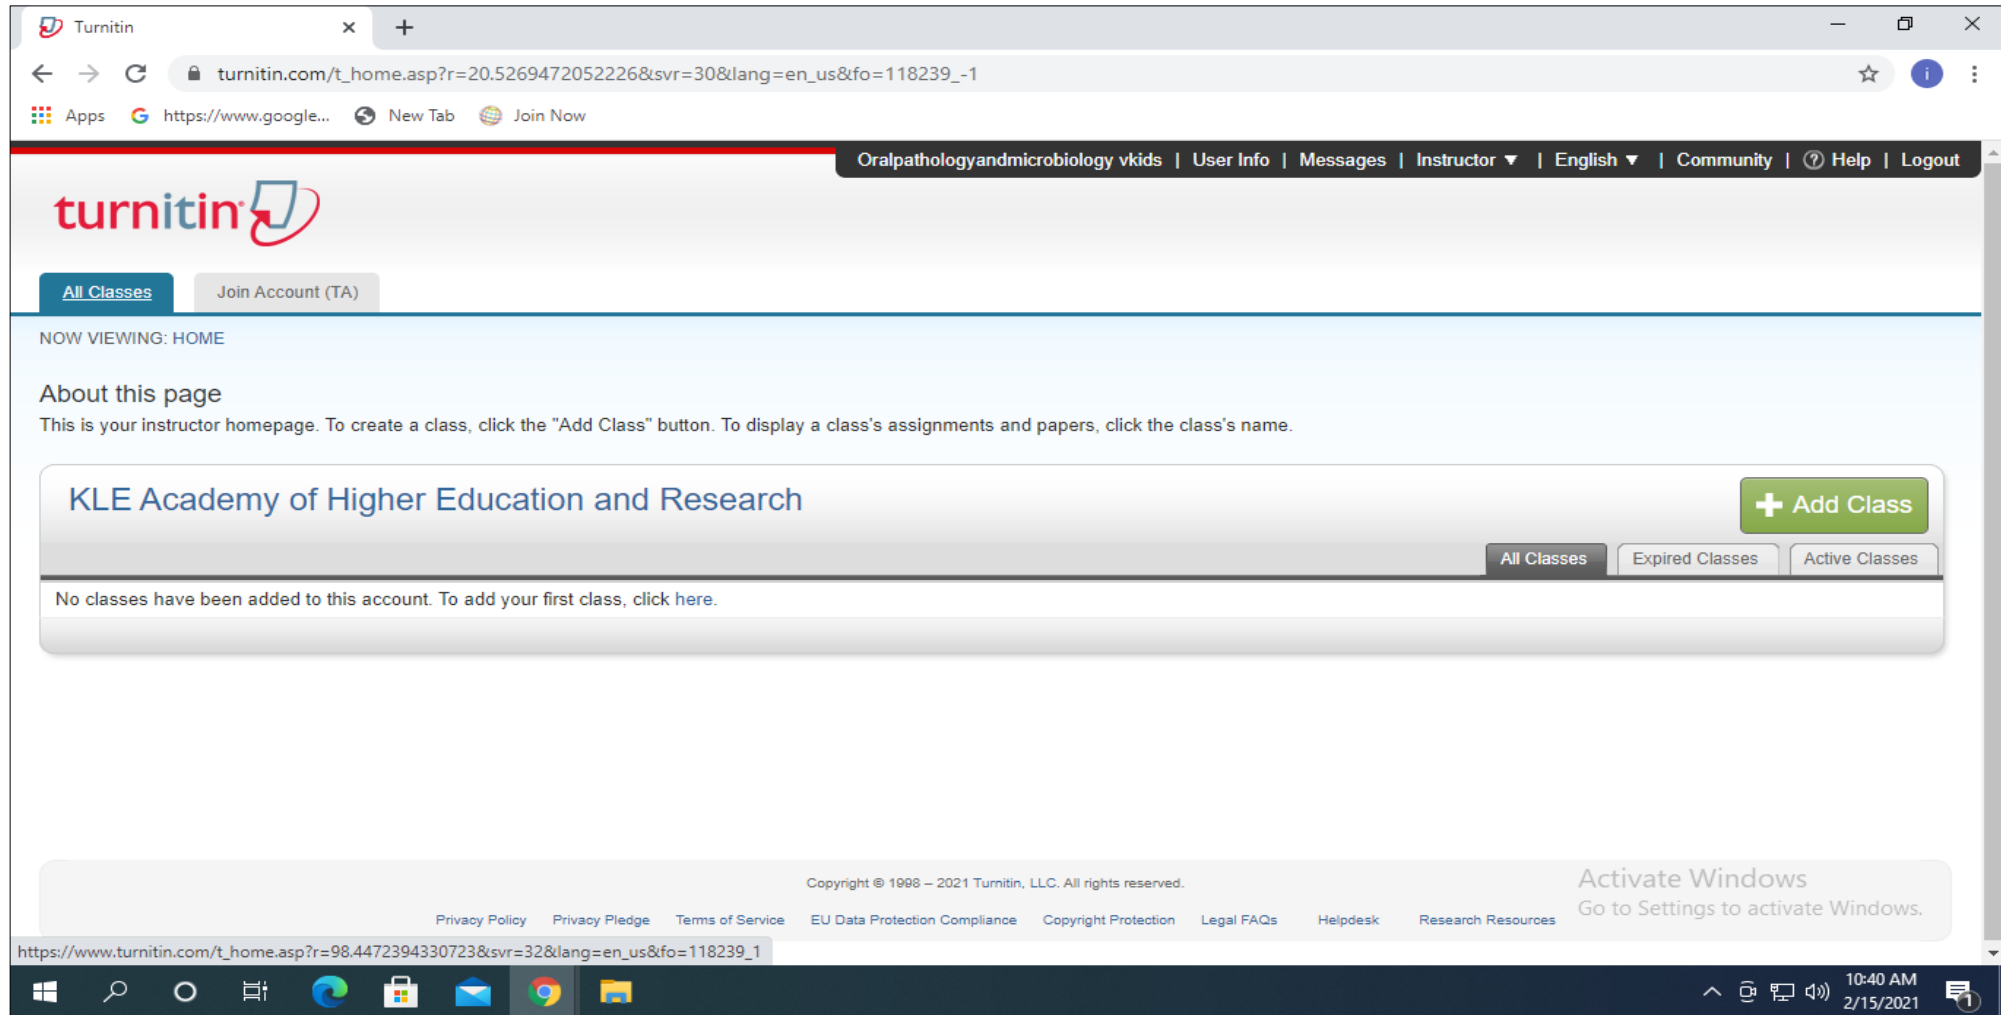 Turnitin
turnitin.com/t_home.asp?r=20.5269472052226&svr=30&lang=en_us&fo=118239_-1
i
Apps https://www.google... New Tab Join Now
Oralpathologyandmicrobiology vkids | User Info | Messages | Instructor ▼ | English ▼ | Community | ? Help | Logout
turnitin
All Classes Join Account (TA)
NOW VIEWING: HOME
About this page
This is your instructor homepage. To create a class, click the "Add Class" button. To display a class's assignments and papers, click the class's name.
KLE Academy of Higher Education and Research
Add Class
All Classes Expired Classes Active Classes
No classes have been added to this account. To add your first class, click here.
Copyright © 1998 – 2021 Turnitin, LLC. All rights reserved.
Privacy Policy Privacy Pledge Terms of Service EU Data Protection Compliance Copyright Protection Legal FAQs Helpdesk Research Resources
Activate Windows
Go to Settings to activate Windows.
https://www.turnitin.com/t_home.asp?r=98.4472394330723&svr=32&lang=en_us&fo=118239_1
10:40 AM
2/15/2021
1